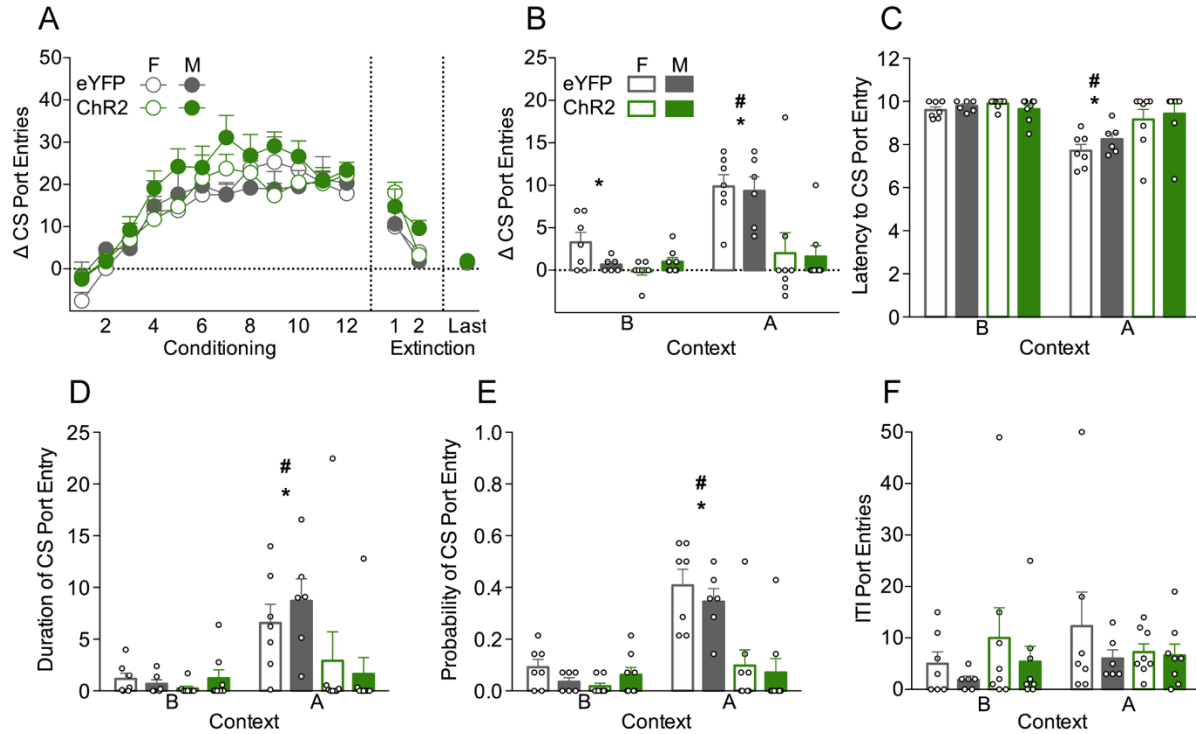 A
Δ CS Port Entries
50
40
30
20
10
0
F M
eYFP
ChR2
2 4 6 8 10 12 1 2 Last
Conditioning Extinction
B
Δ CS Port Entries
25
20
15
10
5
0
F M
eYFP
ChR2
*
#
*
B A
Context
C
Latency to CS Port Entry
12
10
8
6
4
2
0
#
*
B A
Context
D
Duration of CS Port Entry
25
20
15
10
5
0
#
*
B A
Context
E
Probability of CS Port Entry
1.0
0.8
0.6
0.4
0.2
0.0
#
*
B A
Context
F
ITI Port Entries
50
40
30
20
10
0
B A
Context